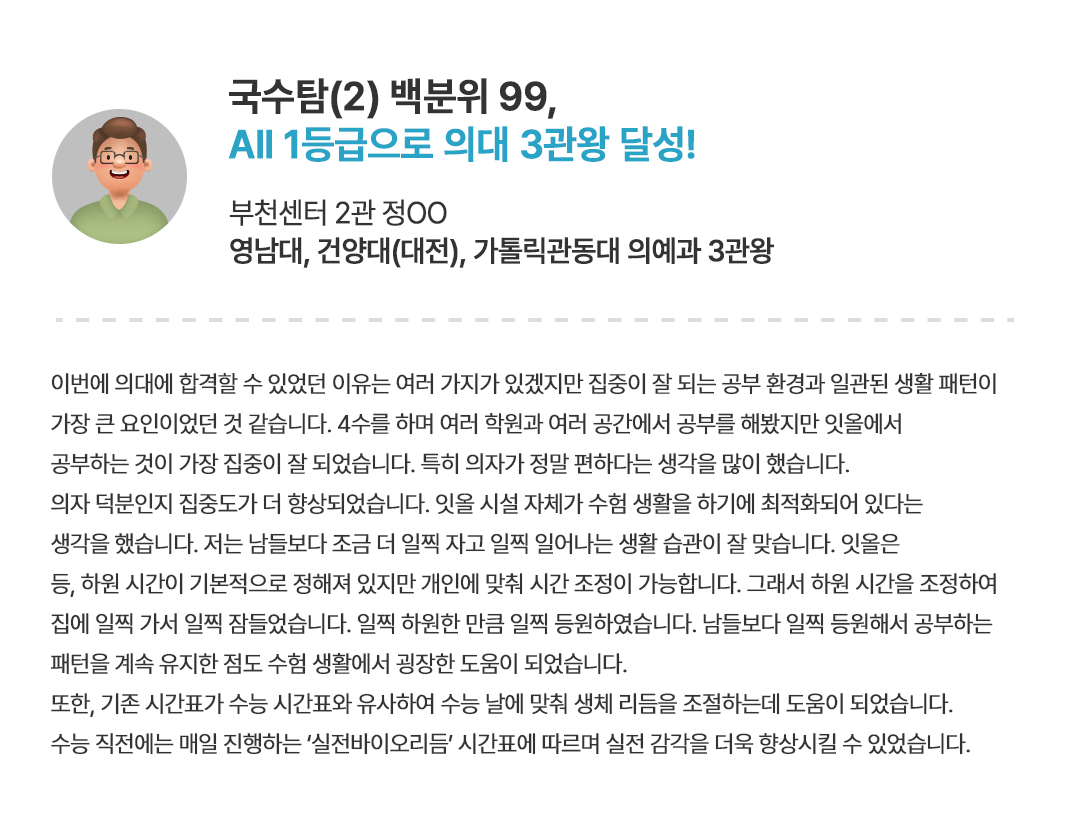 국수탐(2) 백분위 99,
All 1등급으로 의대 3관왕 달성!
부천센터 2관 정OO
영남대, 건양대(대전), 가톨릭관동대 의예과 3관왕
이번에 의대에 합격할 수 있었던 이유는 여러 가지가 있겠지만 집중이 잘 되는 공부 환경과 일관된 생활 패턴이
가장 큰 요인이었던 것 같습니다. 4수를 하며 여러 학원과 여러 공간에서 공부를 해봤지만 잇올에서
공부하는 것이 가장 집중이 잘 되었습니다. 특히 의자가 정말 편하다는 생각을 많이 했습니다.
의자 덕분인지 집중도가 더 향상되었습니다. 잇올 시설 자체가 수험 생활을 하기에 최적화되어 있다는
생각을 했습니다. 저는 남들보다 조금 더 일찍 자고 일찍 일어나는 생활 습관이 잘 맞습니다. 잇올은
등, 하원 시간이 기본적으로 정해져 있지만 개인에 맞춰 시간 조정이 가능합니다. 그래서 하원 시간을 조정하여
집에 일찍 가서 일찍 잠들었습니다. 일찍 하원한 만큼 일찍 등원하였습니다. 남들보다 일찍 등원해서 공부하는
패턴을 계속 유지한 점도 수험 생활에서 굉장한 도움이 되었습니다.
또한, 기존 시간표가 수능 시간표와 유사하여 수능 날에 맞춰 생체 리듬을 조절하는데 도움이 되었습니다.
수능 직전에는 매일 진행하는 ‘실전바이오리듬’ 시간표에 따르며 실전 감각을 더욱 향상시킬 수 있었습니다.